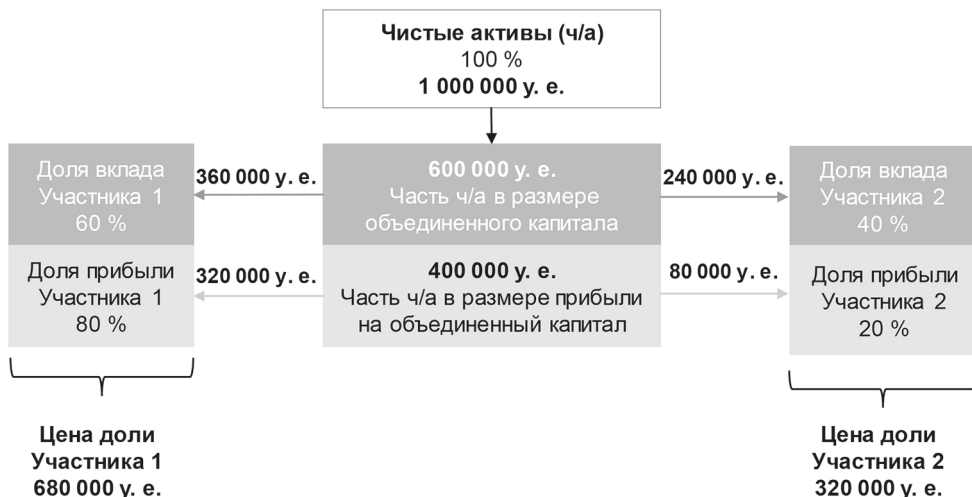 Чистые активы (ч/а)
100 %
1 000 000 у. е.
Доля вклада
Участника 1
60 %
360 000 у. е.
600 000 у. е.
Часть ч/а в размере
объединенного капитала
240 000 у. е.
Доля вклада
Участника 2
40 %
Доля прибыли
Участника 1
80 %
320 000 у. е.
400 000 у. е.
Часть ч/а в размере прибыли
на объединенный капитал
80 000 у. е.
Доля прибыли
Участника 2
20 %
Цена доли
Участника 1
680 000 у. е.
Цена доли
Участника 2
320 000 у. е.